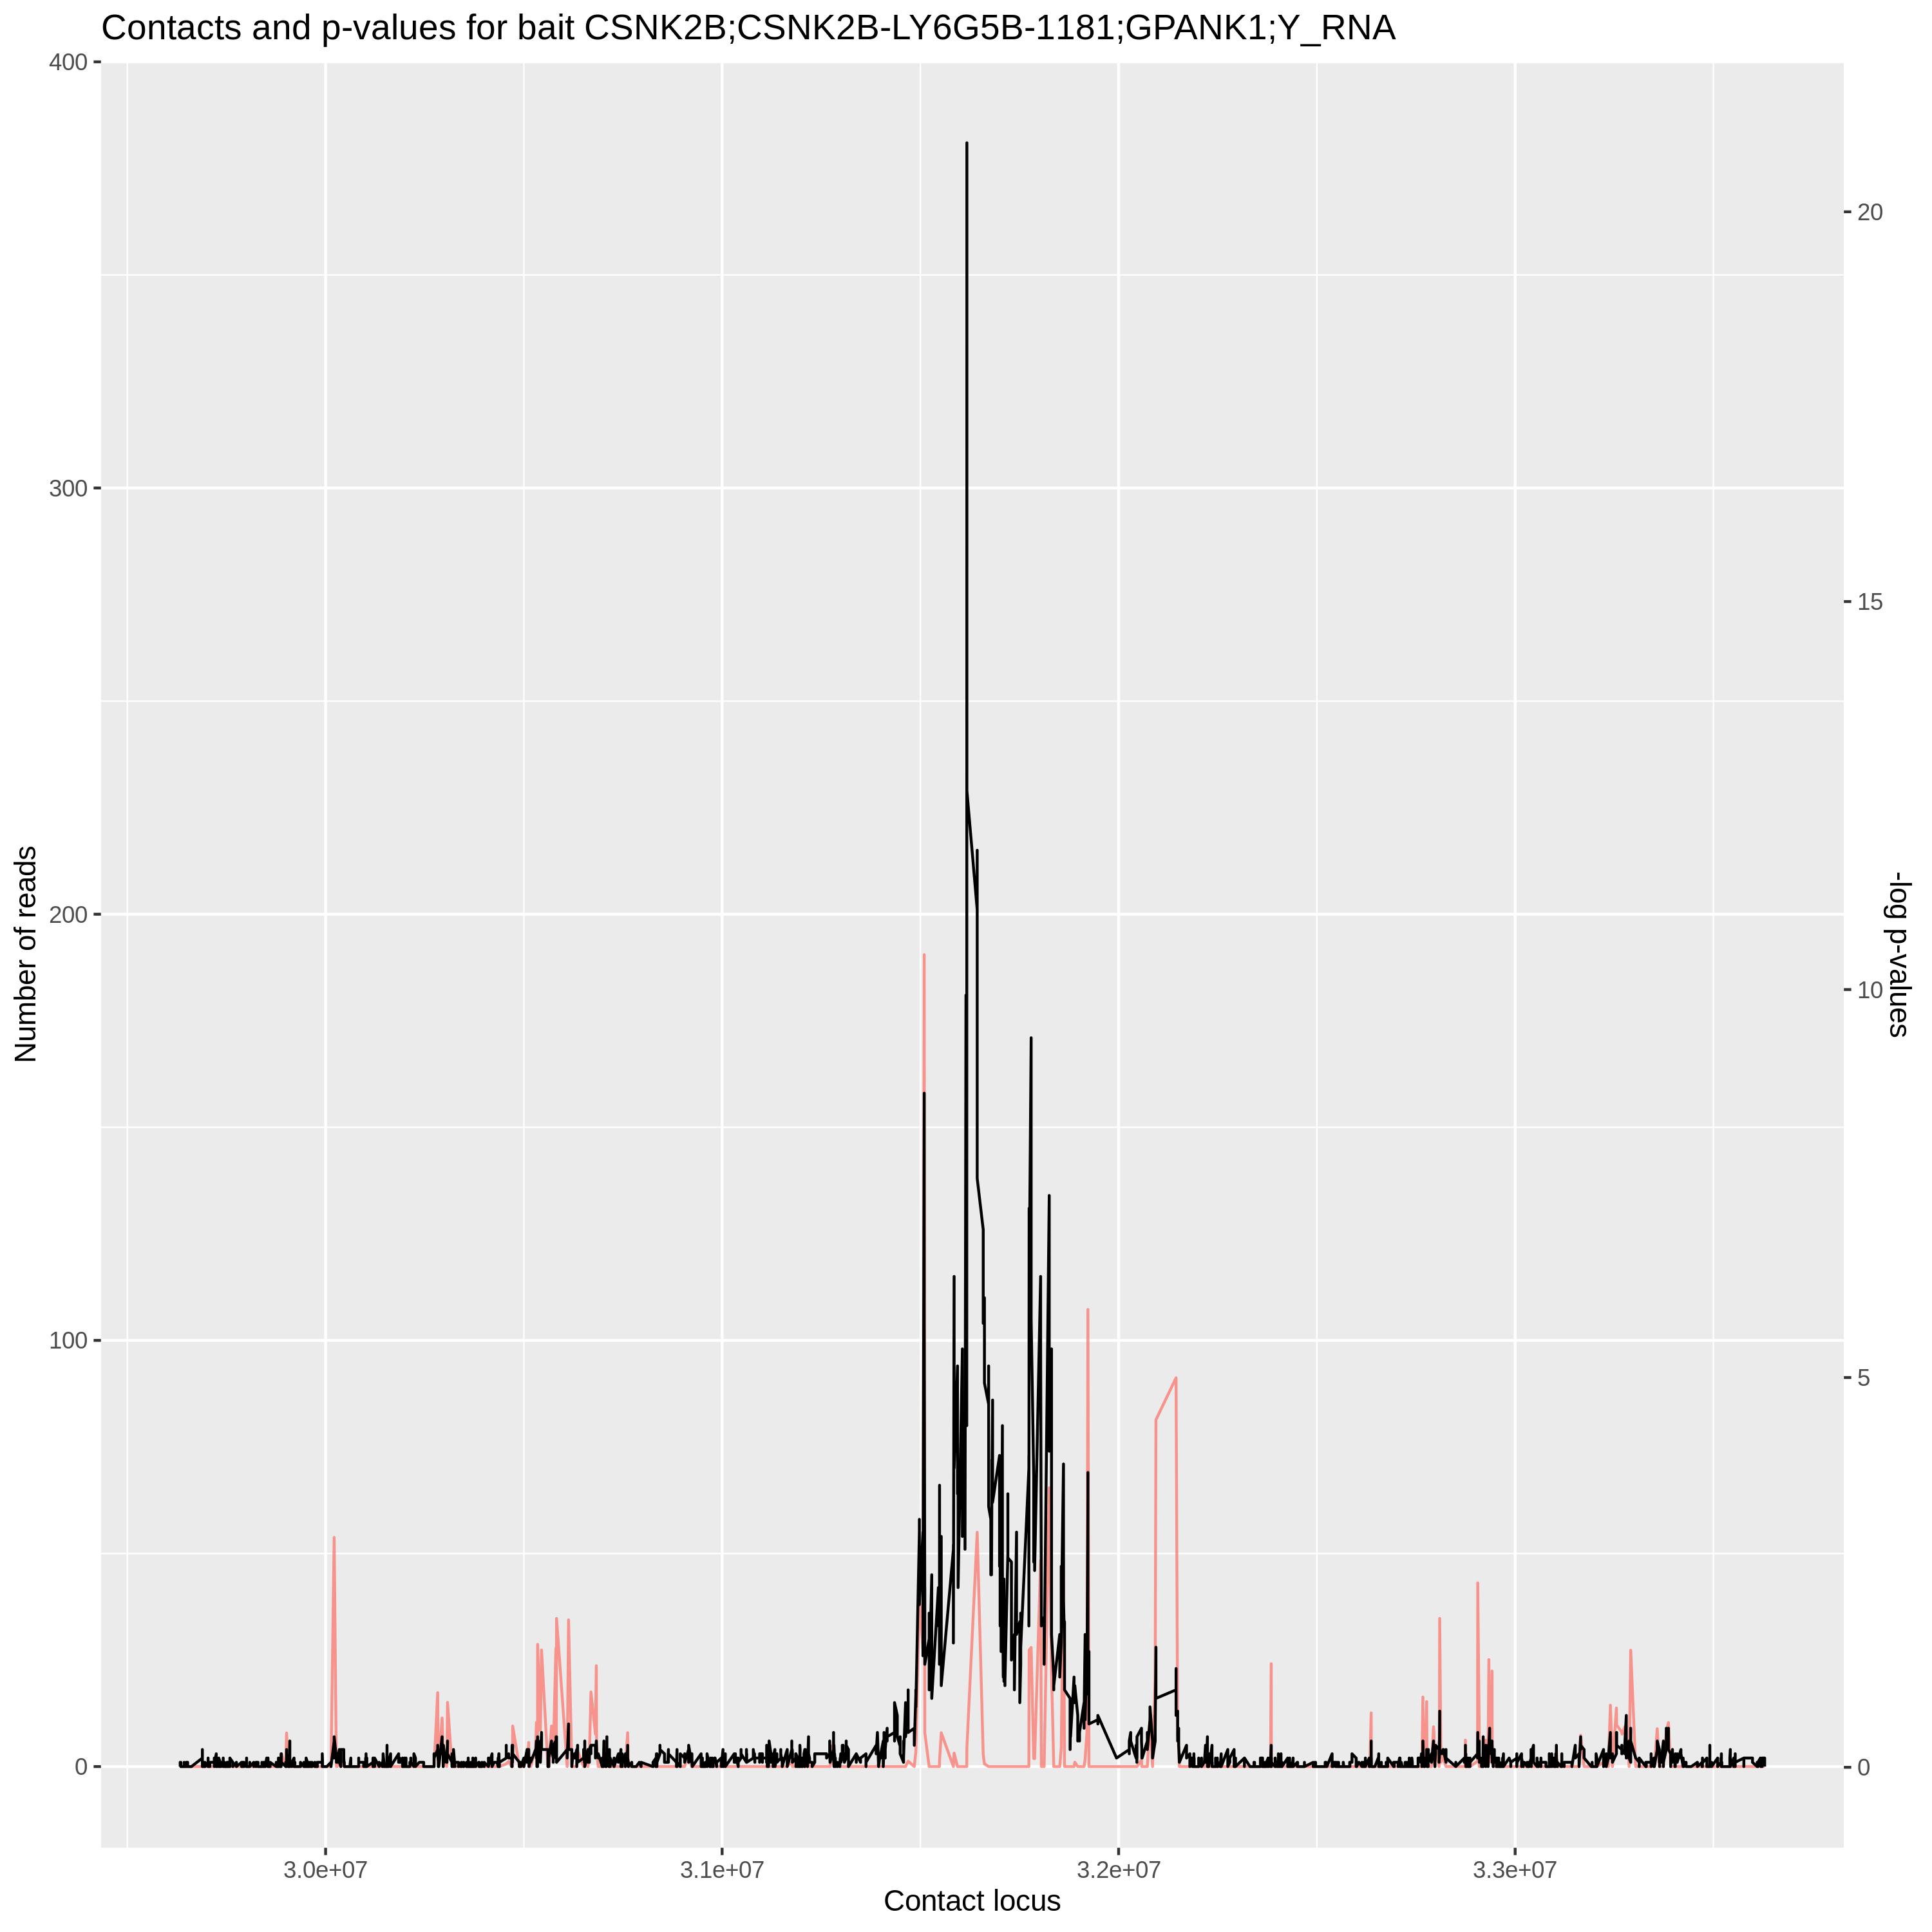 Contacts and p-values for bait CSNK2B;CSNK2B-LY6G5B-1181;GPANK1;Y_RNA
400
300
200
100
0
Number of reads
20
15
10
5
0
-log p-values
3.0e+07 3.1e+07 3.2e+07 3.3e+07
Contact locus